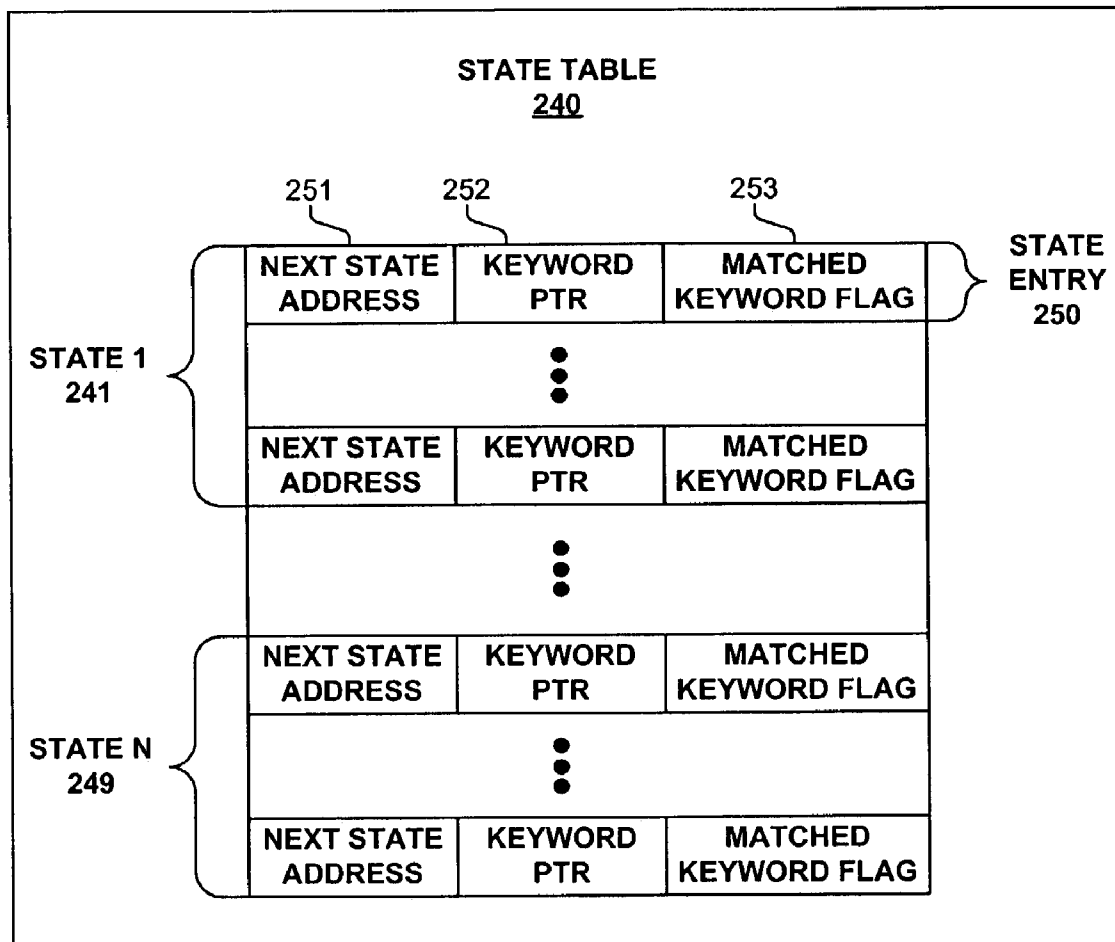 STATE TABLE
240
251
252
253
NEXT STATE ADDRESS
KEYWORD PTR
MATCHED KEYWORD FLAG
STATE ENTRY 250
STATE 1
241
NEXT STATE ADDRESS
KEYWORD PTR
MATCHED KEYWORD FLAG
NEXT STATE ADDRESS
KEYWORD PTR
MATCHED KEYWORD FLAG
STATE N
249
NEXT STATE ADDRESS
KEYWORD PTR
MATCHED KEYWORD FLAG